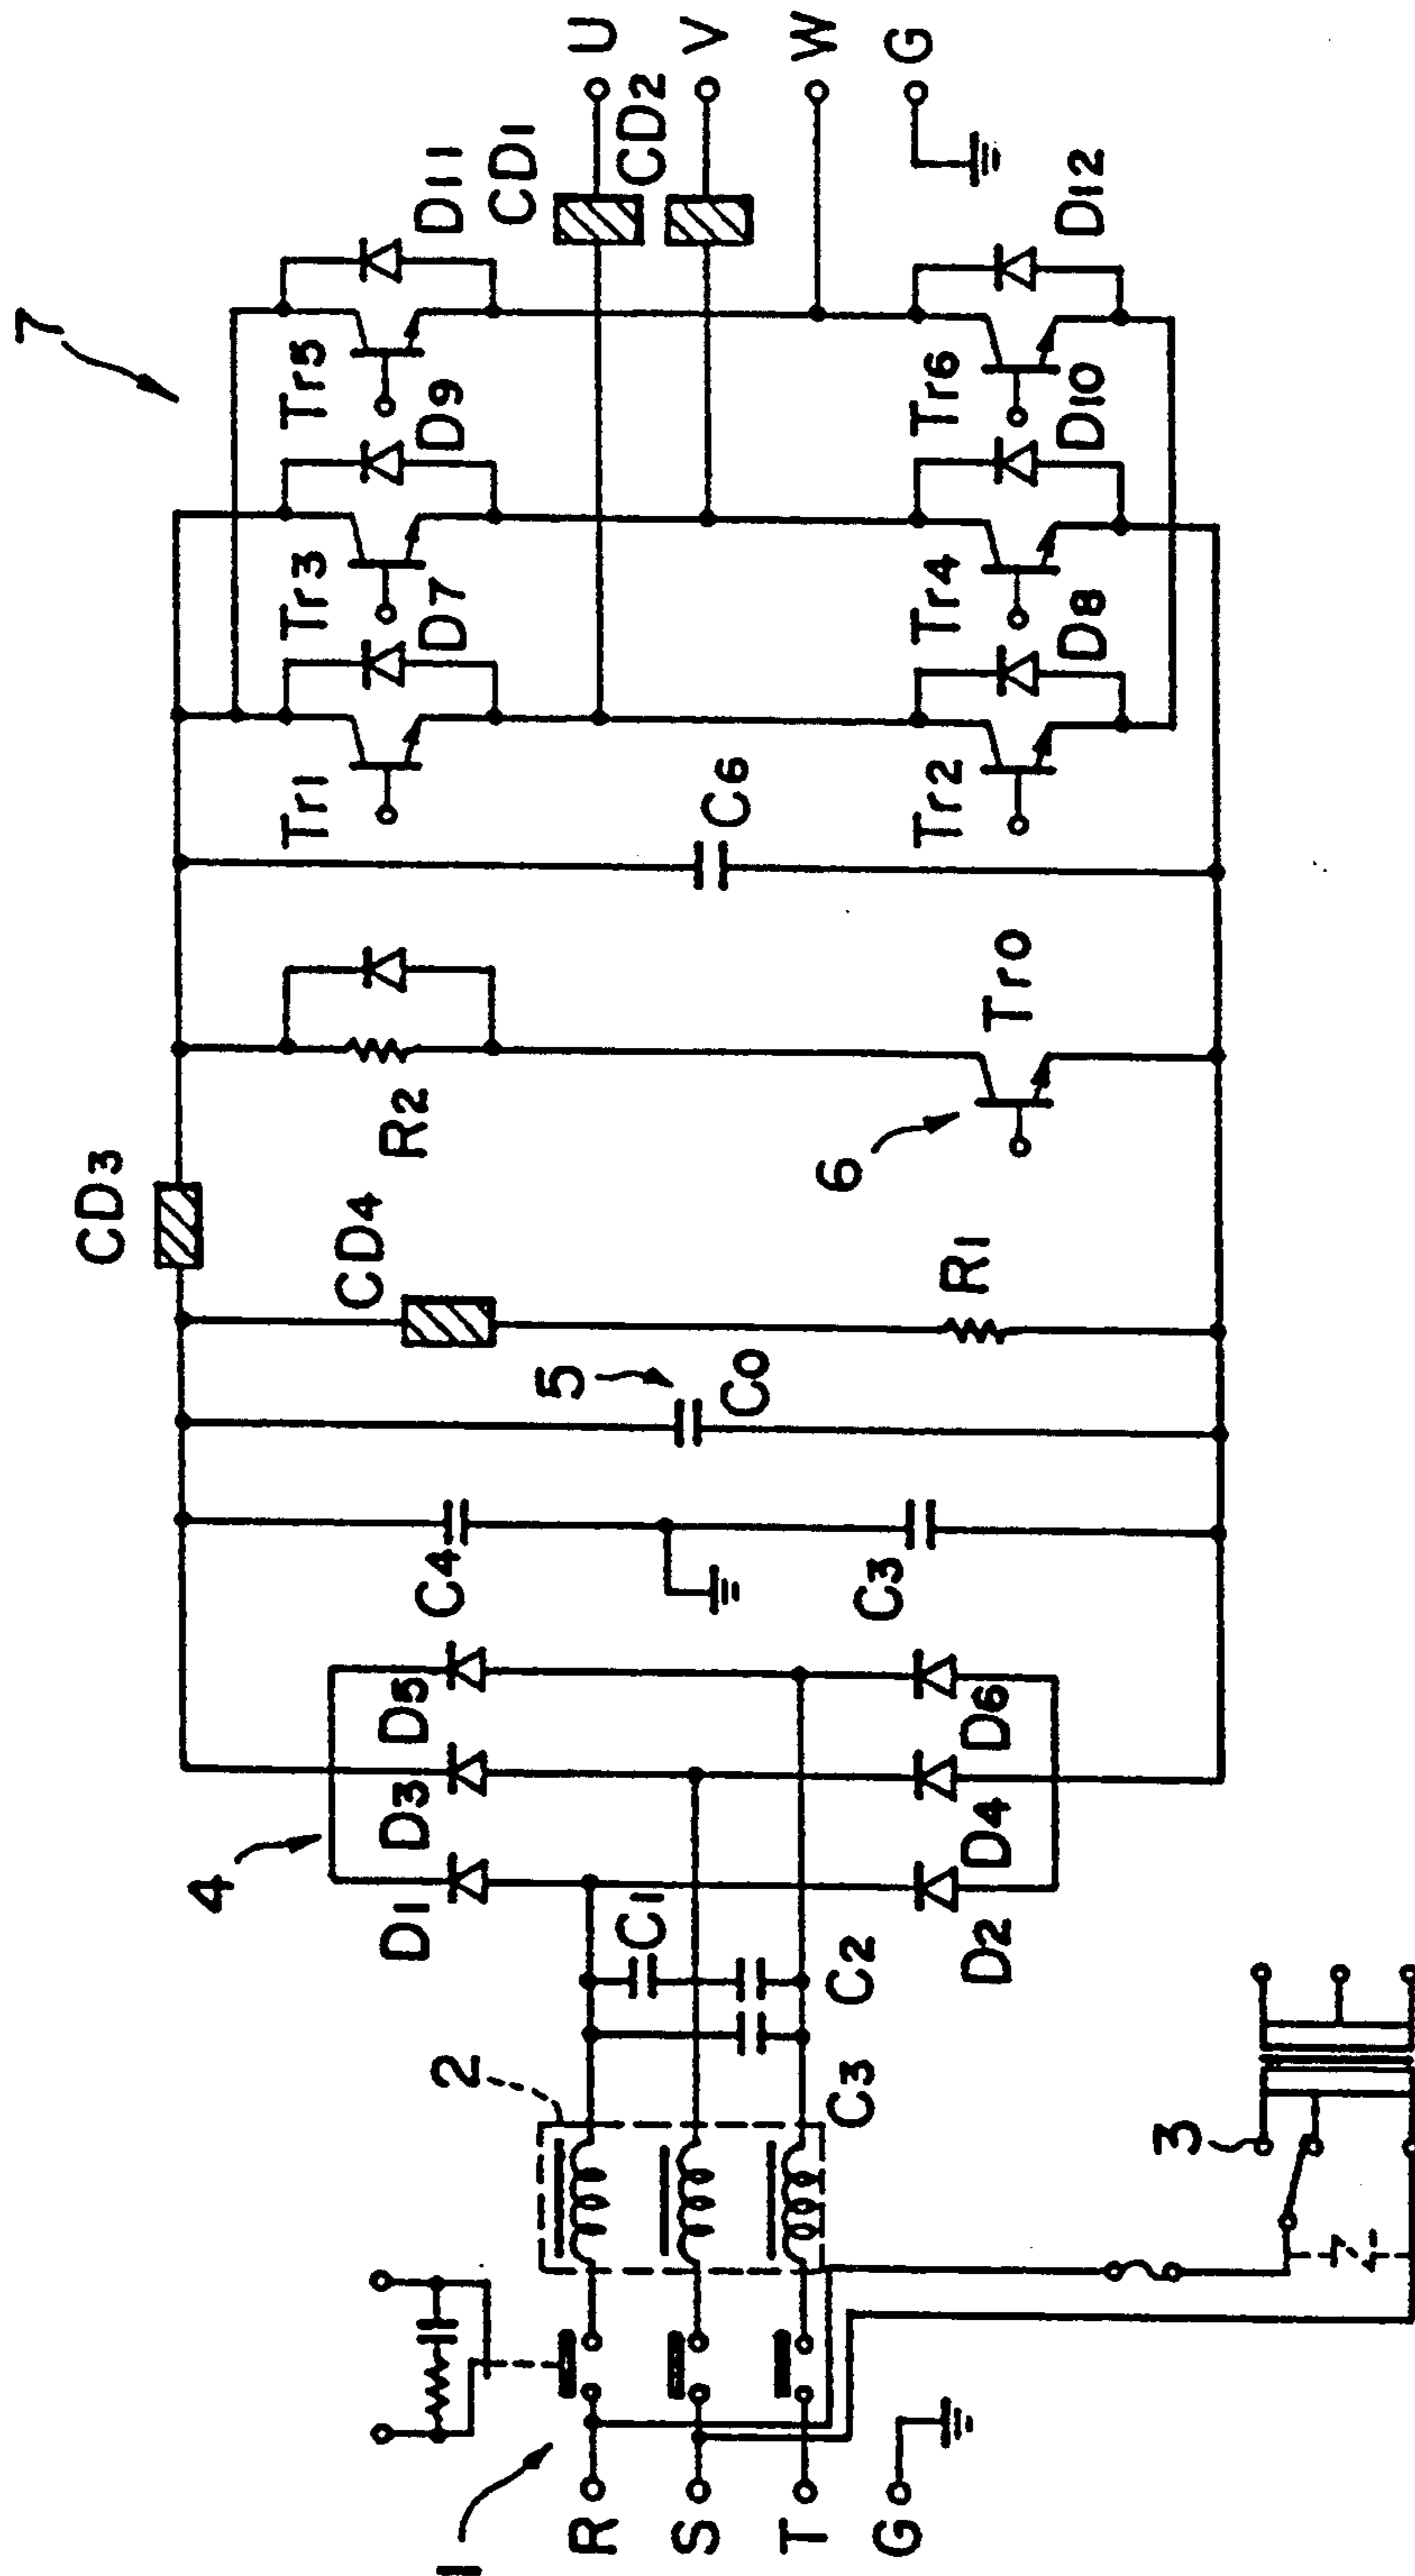 7
CD3
Tr1
Tr3
Tr5
D7
D9
D11
CD1
CD2
U
V
W
G
CD4
R2
C6
5
C0
R1
6
Tr0
Tr2
Tr4
Tr6
D8
D10
D12
4
D1
D3
D5
C4
C3
C1
C2
D2
D4
D6
2
C3
1
R
S
T
G
3